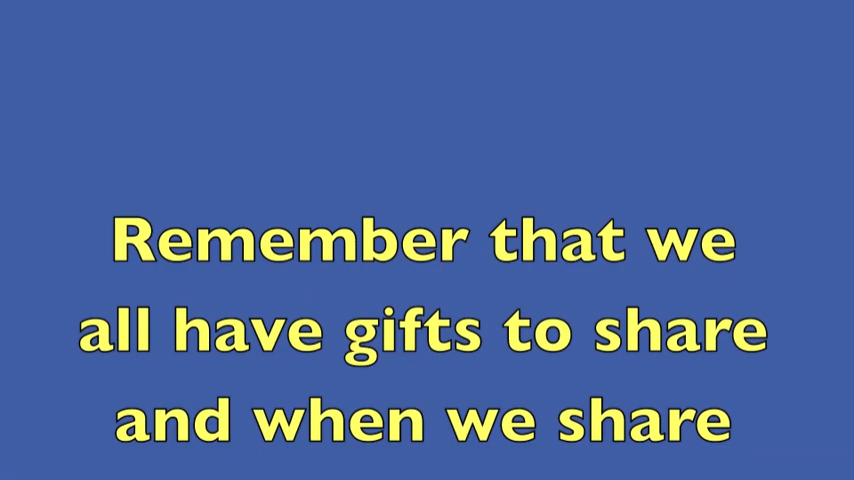 Remember that we
all have gifts to share
and when we share